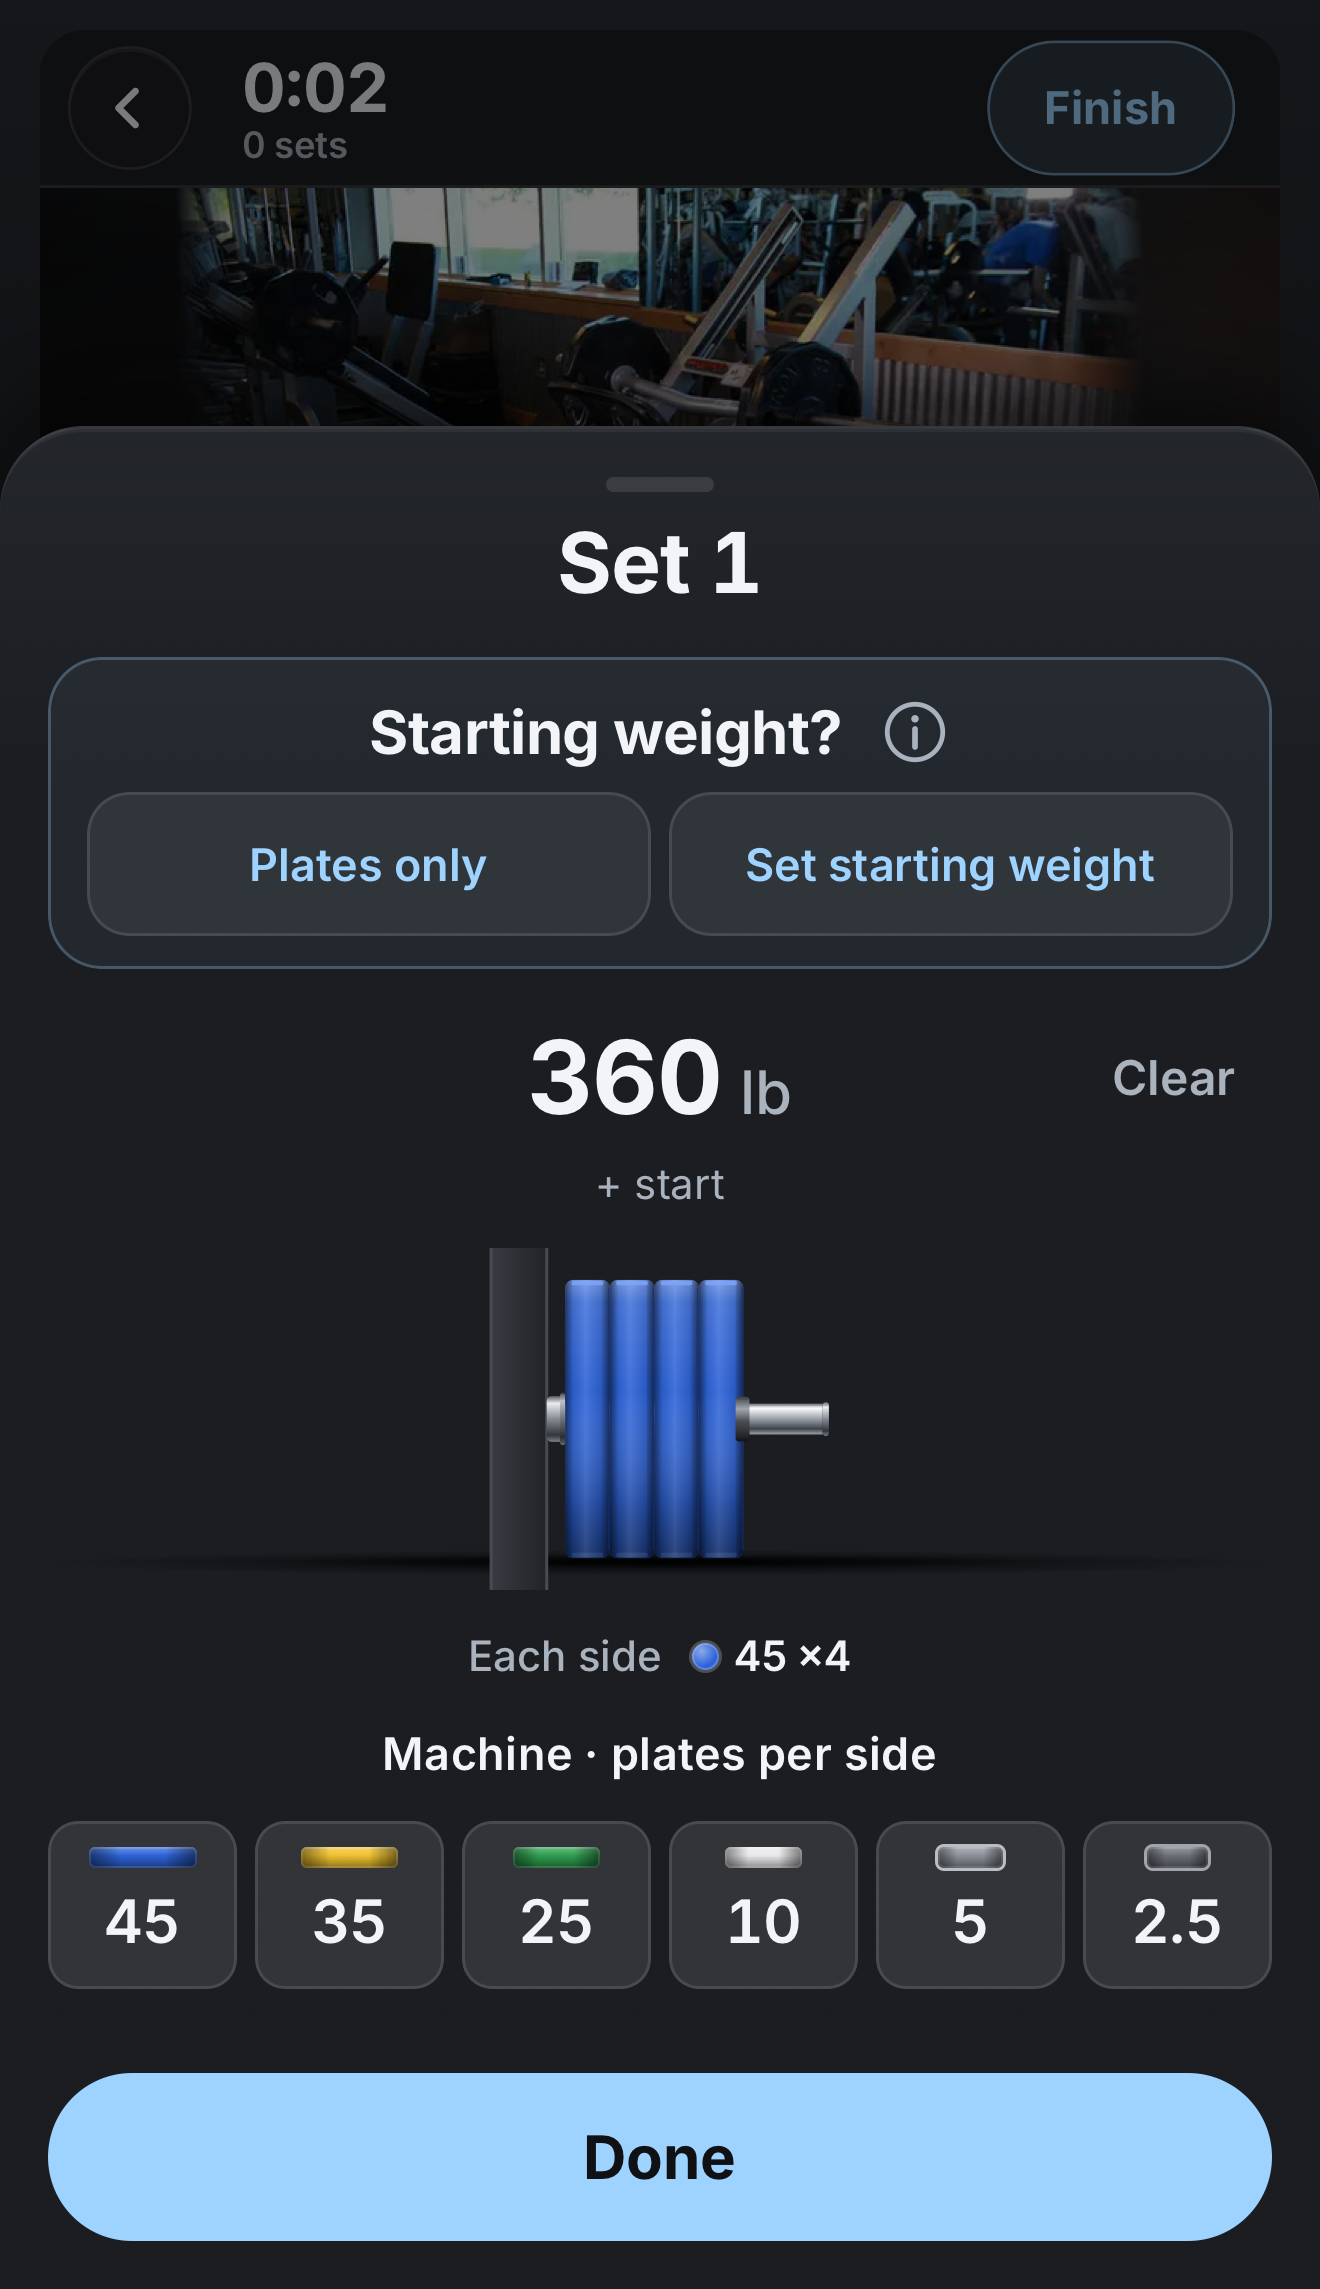 0:02
0 sets
Finish
Set 1
Starting weight?
Plates only
Set starting weight
360 lb
Clear
+ start
Each side 45 ×4
Machine · plates per side
45
35
25
10
5
2.5
Done